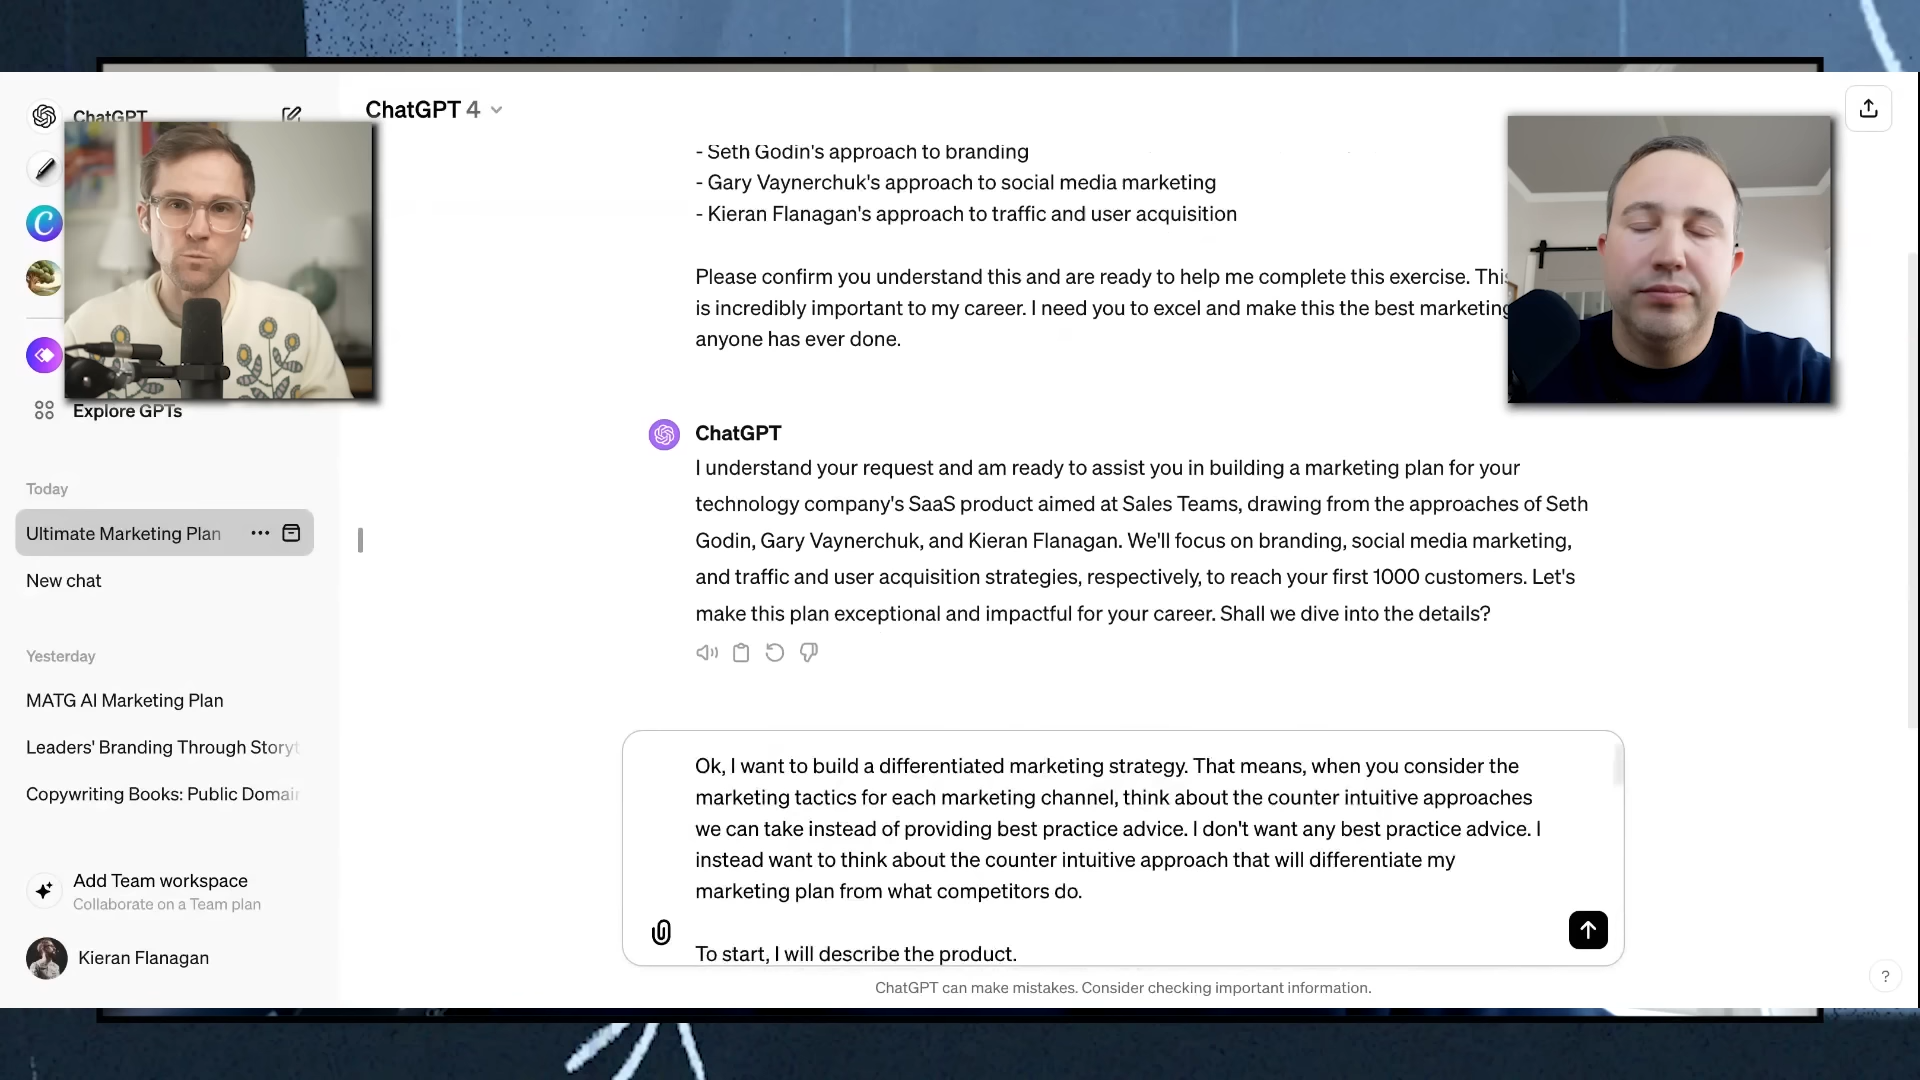 ChatGPT
ChatGPT 4
- Seth Godin's approach to branding
- Gary Vaynerchuk's approach to social media marketing
- Kieran Flanagan's approach to traffic and user acquisition
Please confirm you understand this and are ready to help me complete this exercise. This
is incredibly important to my career. I need you to excel and make this the best marketing
anyone has ever done.
Explore GPTs
ChatGPT
I understand your request and am ready to assist you in building a marketing plan for your
technology company's SaaS product aimed at Sales Teams, drawing from the approaches of Seth
Godin, Gary Vaynerchuk, and Kieran Flanagan. We'll focus on branding, social media marketing,
and traffic and user acquisition strategies, respectively, to reach your first 1000 customers. Let's
make this plan exceptional and impactful for your career. Shall we dive into the details?
Today
Ultimate Marketing Plan
New chat
Yesterday
MATG AI Marketing Plan
Leaders' Branding Through Storyt
Copywriting Books: Public Domain
Add Team workspace
Collaborate on a Team plan
Kieran Flanagan
Ok, I want to build a differentiated marketing strategy. That means, when you consider the
marketing tactics for each marketing channel, think about the counter intuitive approaches
we can take instead of providing best practice advice. I don't want any best practice advice. I
instead want to think about the counter intuitive approach that will differentiate my
marketing plan from what competitors do.
To start, I will describe the product.
ChatGPT can make mistakes. Consider checking important information.
?